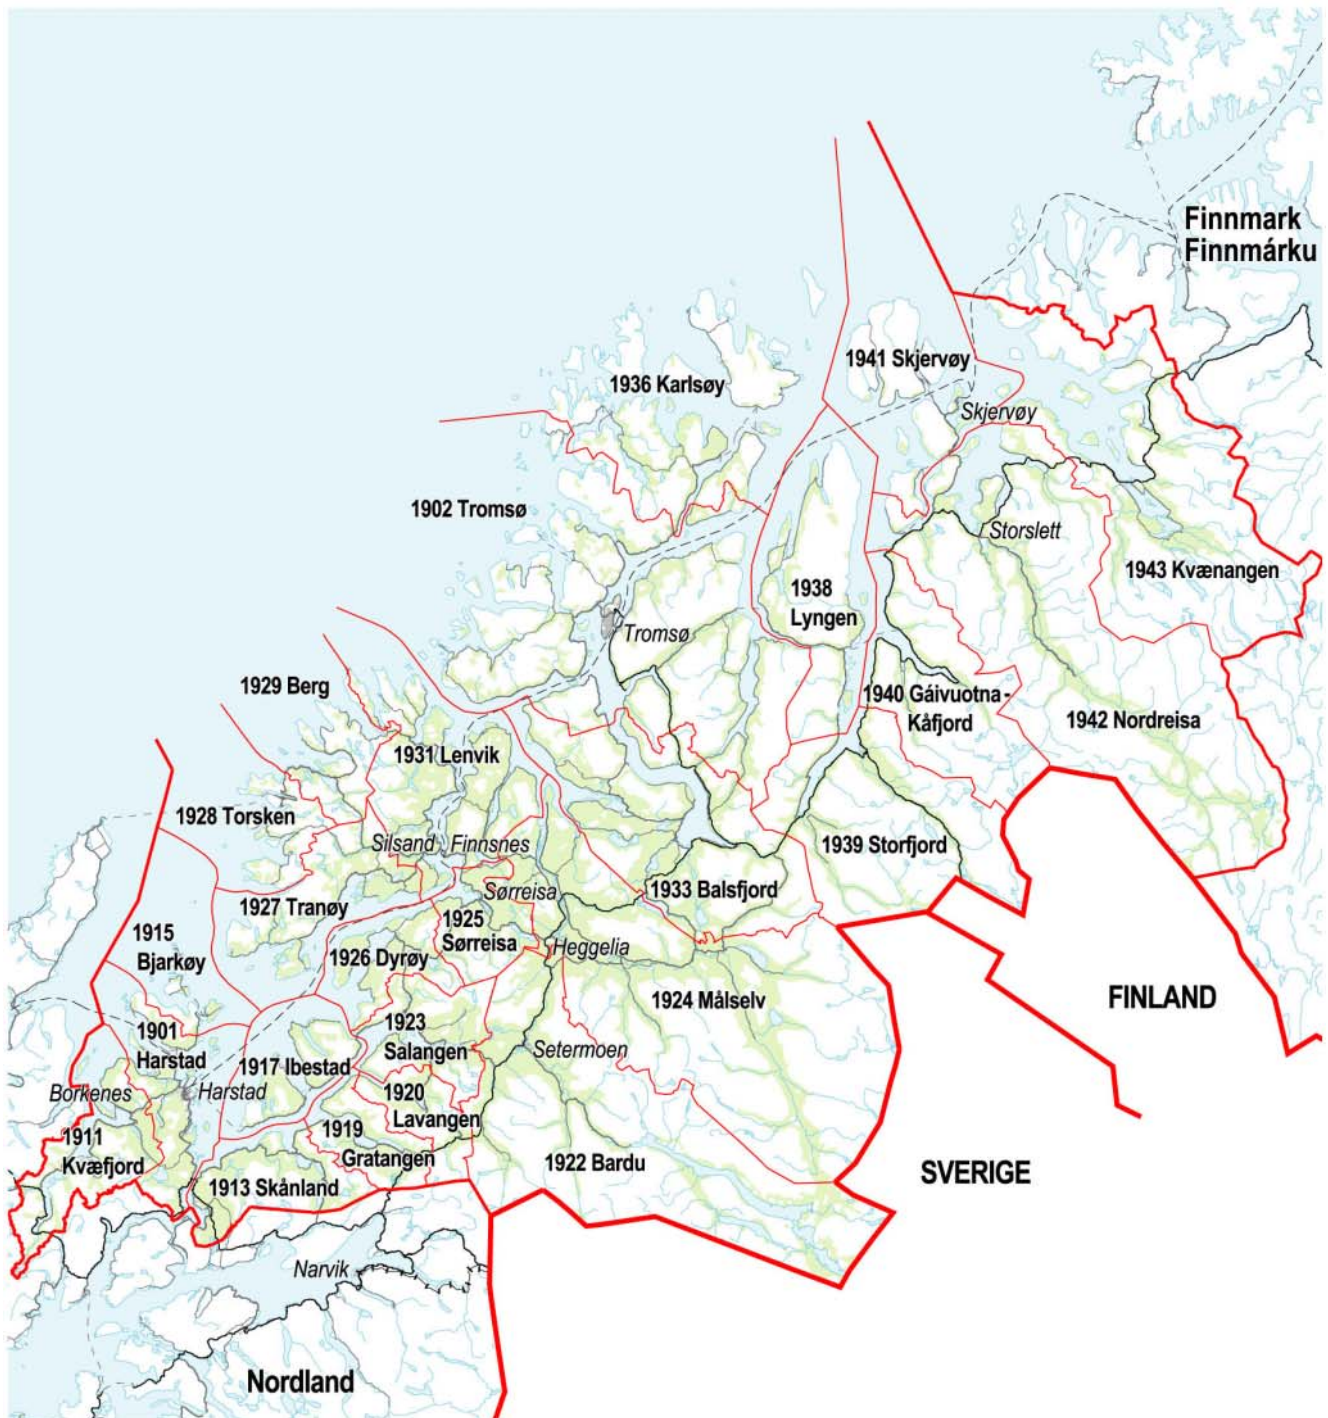 Finnmark
Finnmárku
1941 Skjervøy
1936 Karlsøy
Skjervøy
1902 Tromsø
Storslett
1943 Kvænangen
1938
Lyngen
Tromsø
1929 Berg
1940 Gáivuotna-
Kåfjord
1942 Nordreisa
1931 Lenvik
1928 Torsken
Silsand
Finnsnes
1939 Storfjord
Sørreisa
1933 Balsfjord
1927 Tranøy
1925
Sørreisa
1915
Bjarkøy
Heggelia
1926 Dyrøy
1924 Målselv
FINLAND
1901
Harstad
1923
Salangen
Setermoen
1917 Ibestad
Borkenes
Harstad
1920
Lavangen
1911
Kvæfjord
1919
Gratangen
1922 Bardu
SVERIGE
1913 Skånland
Narvik
Nordland